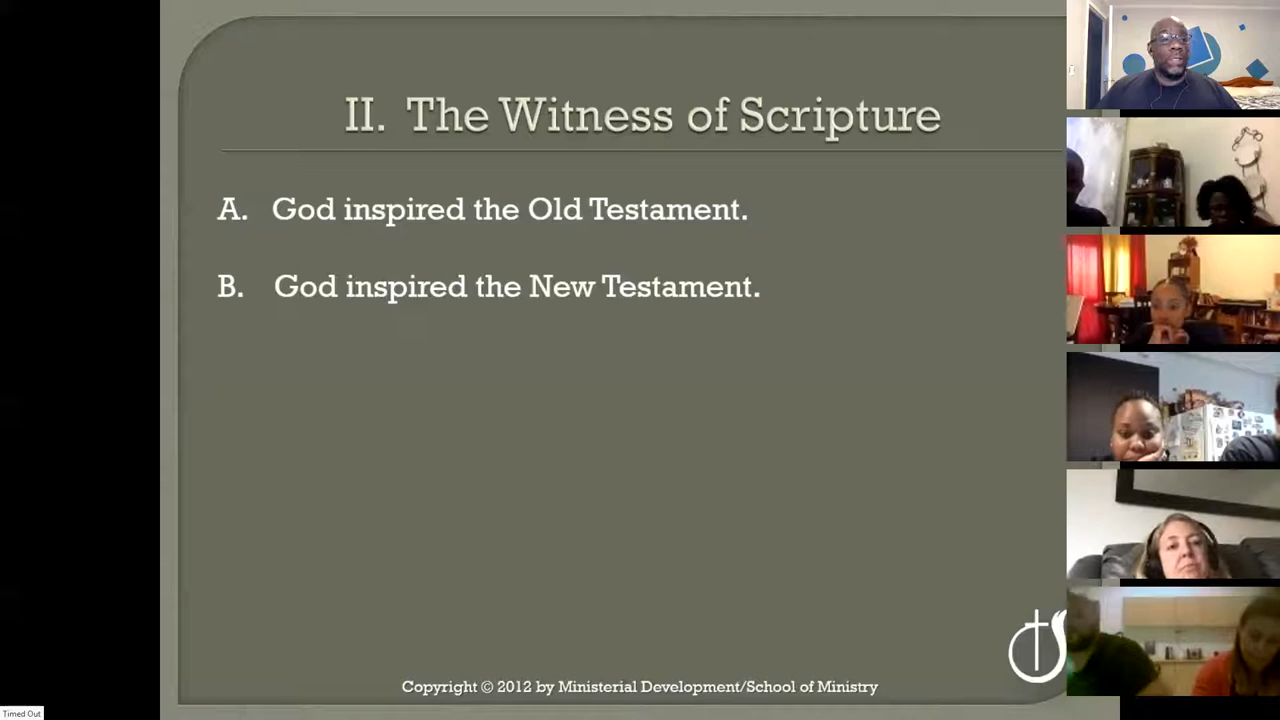 II. The Witness of Scripture
A. God inspired the Old Testament.
B. God inspired the New Testament.
Copyright © 2012 by Ministerial Development/School of Ministry
Timed Out